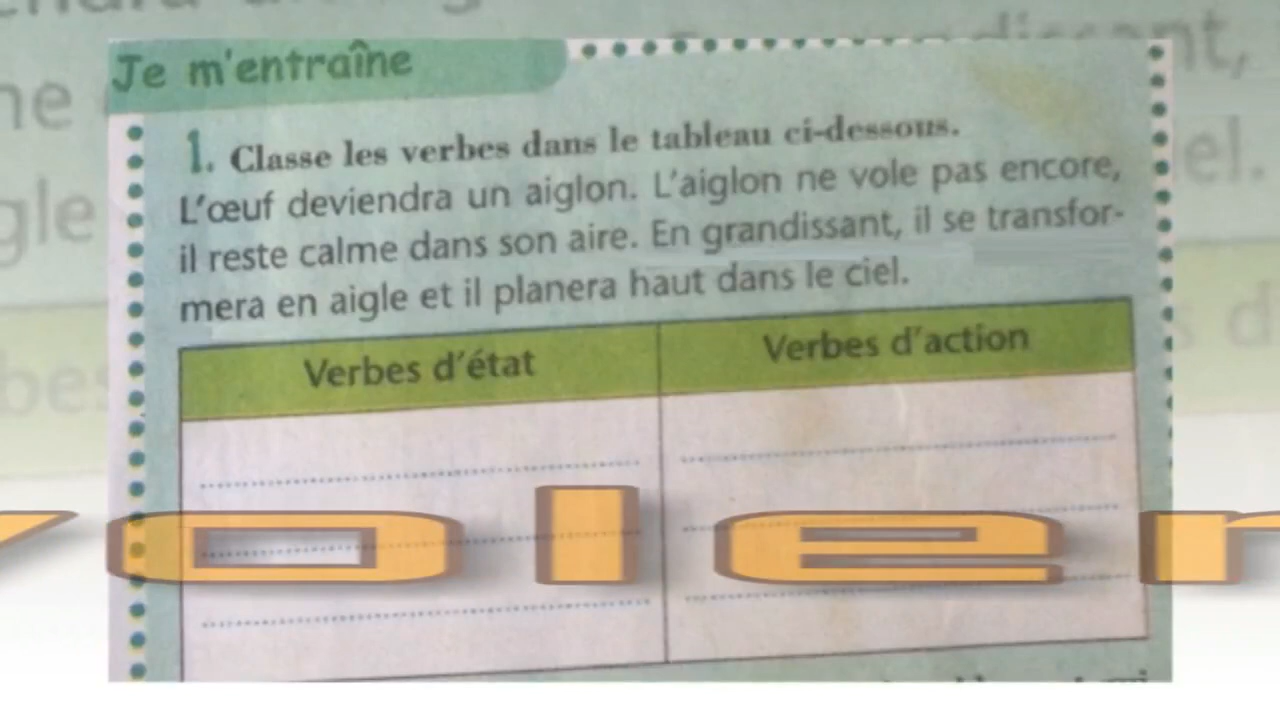 Je m'entraîne
1. Classe les verbes dans le tableau ci-dessous.
L'œuf deviendra un aiglon. L'aiglon ne vole pas encore,
il reste calme dans son aire. En grandissant, il se transfor-
mera en aigle et il planera haut dans le ciel.
Verbes d'état
Verbes d'action
voler